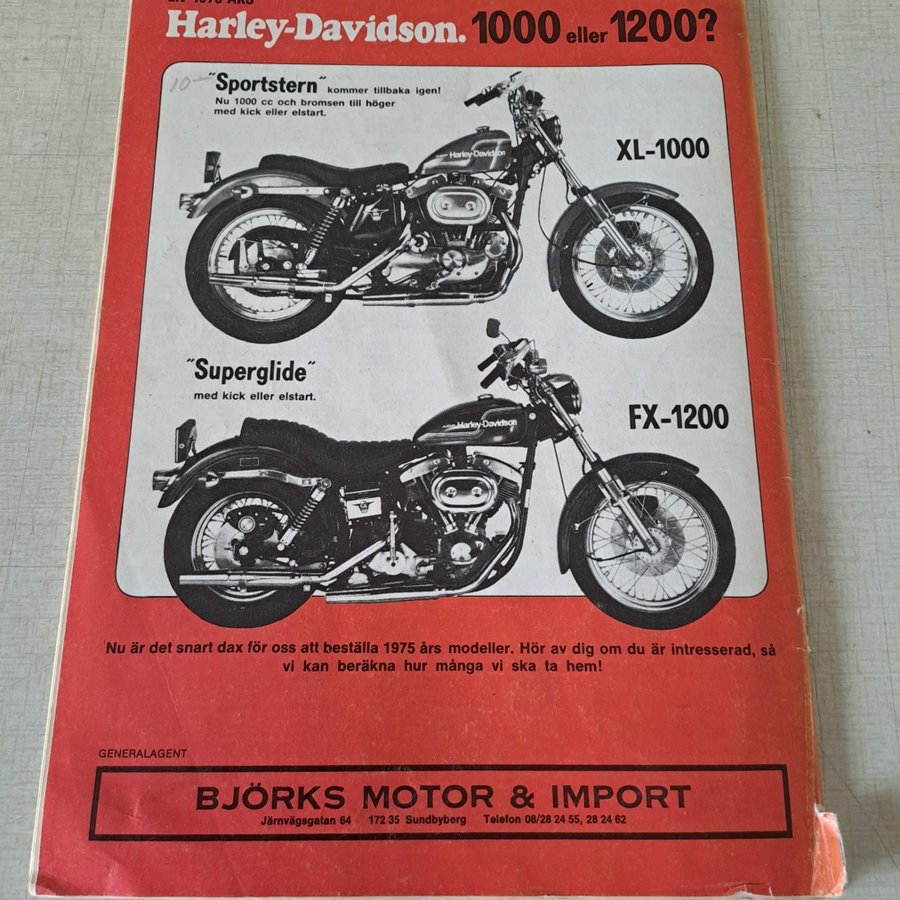 EN 1975 ÅRS
Harley-Davidson. 1000 eller 1200?
10-
"Sportstern" kommer tillbaka igen!
Nu 1000 cc och bromsen till höger
med kick eller elstart.
Harley-Davidson
XL-1000
"Superglide"
med kick eller elstart.
Harley-Davidson
FX-1200
Nu är det snart dax för oss att beställa 1975 års modeller. Hör av dig om du är intresserad, så
vi kan beräkna hur många vi ska ta hem!
GENERALAGENT
BJÖRKS MOTOR & IMPORT
Järnvägsgatan 64 172 35 Sundbyberg Telefon 08/28 24 55, 28 24 62